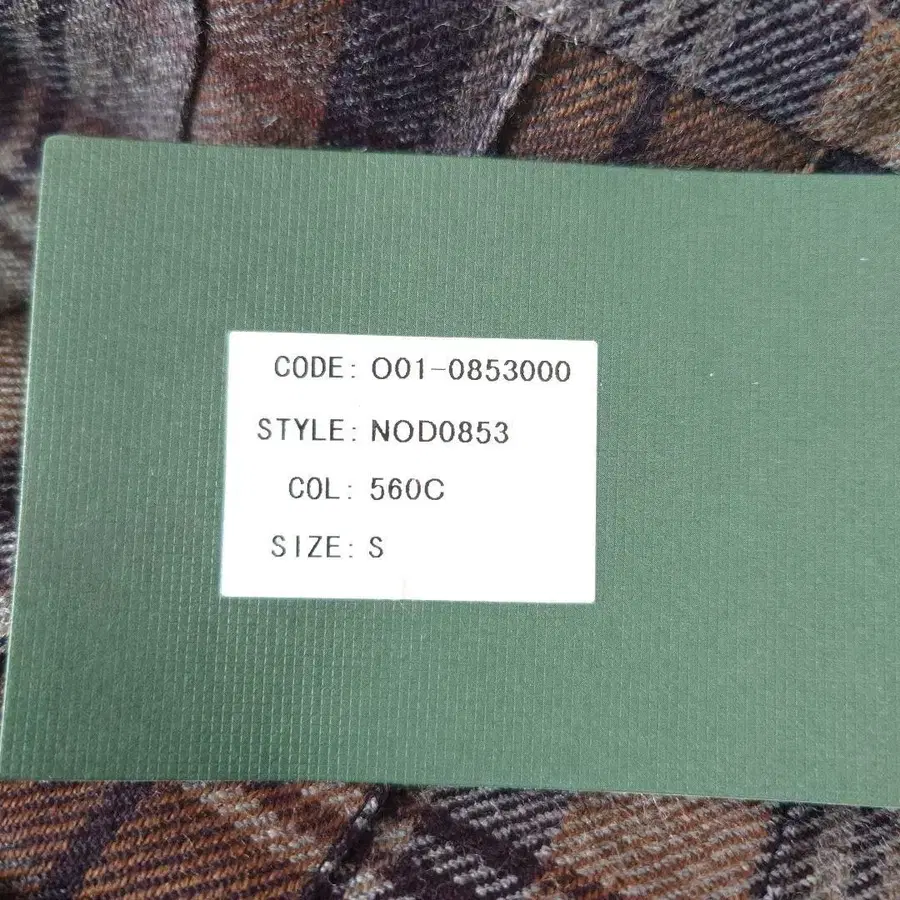 CODE: O01-0853000
STYLE: NOD0853
COL: 560C
SIZE: S